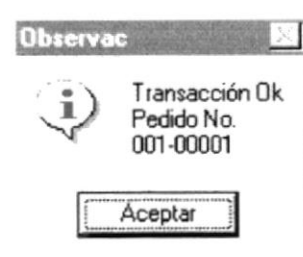 Observac
Transacción Ok
Pedido No.
001-00001
Aceptar